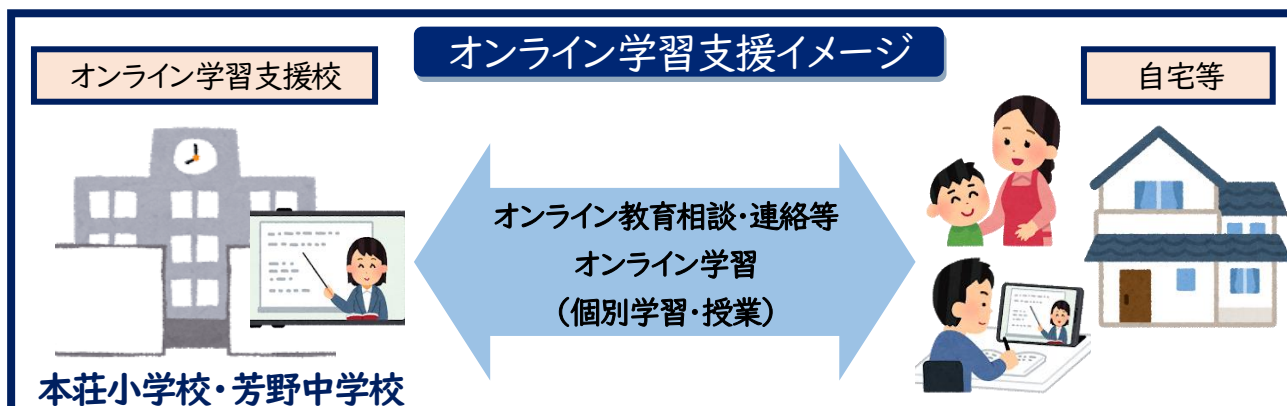 オンライン学習支援イメージ
オンライン学習支援校
自宅等
オンライン教育相談・連絡等
オンライン学習
（個別学習・授業）
本荘小学校・芳野中学校